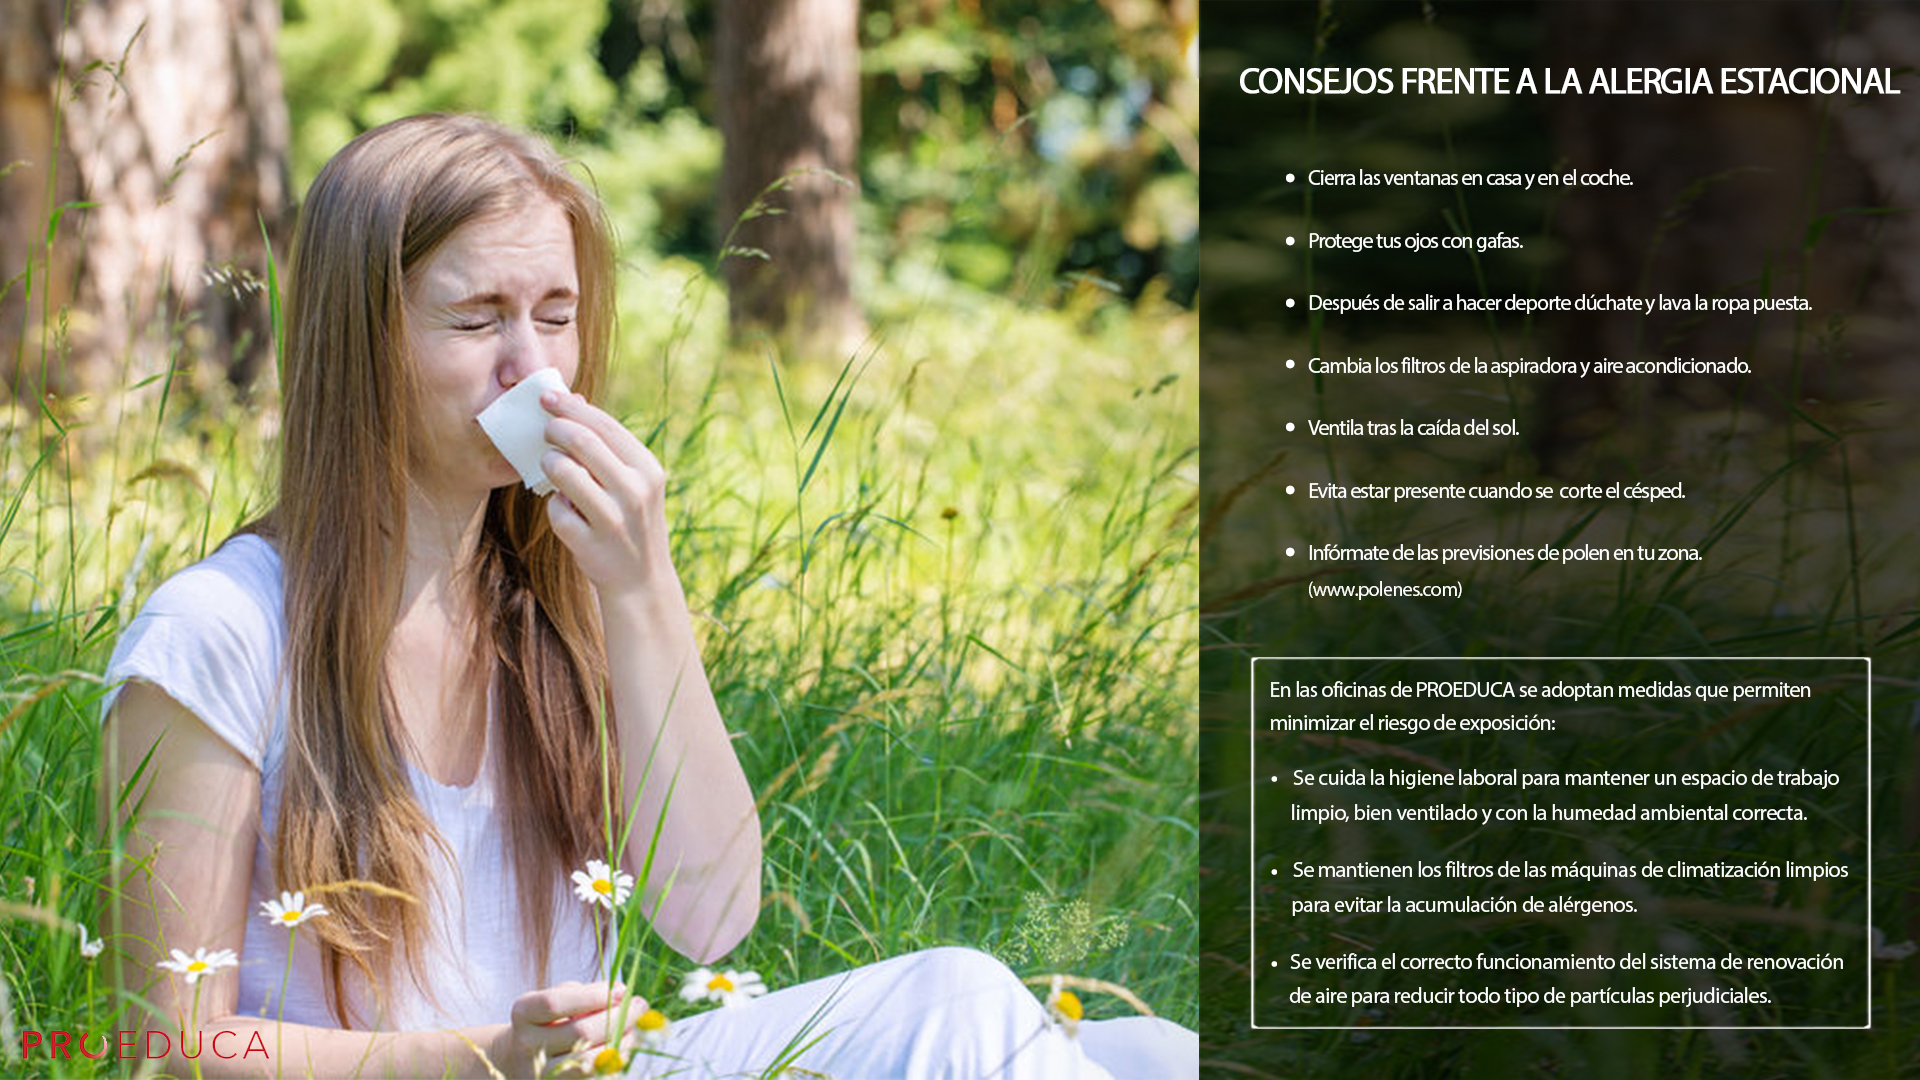 CONSEJOS FRENTE A LA ALERGIA ESTACIONAL
• Cierra las ventanas en casa y en el coche.
• Protege tus ojos con gafas.
• Después de salir a hacer deporte dúchate y lava la ropa puesta.
• Cambia los filtros de la aspiradora y aire acondicionado.
• Ventila tras la caída del sol.
• Evita estar presente cuando se corte el césped.
• Infórmate de las previsiones de polen en tu zona.
(www.polenes.com)
En las oficinas de PROEDUCA se adoptan medidas que permiten
minimizar el riesgo de exposición:
• Se cuida la higiene laboral para mantener un espacio de trabajo
limpio, bien ventilado y con la humedad ambiental correcta.
• Se mantienen los filtros de las máquinas de climatización limpios
para evitar la acumulación de alérgenos.
• Se verifica el correcto funcionamiento del sistema de renovación
de aire para reducir todo tipo de partículas perjudiciales.
PROEDUCA